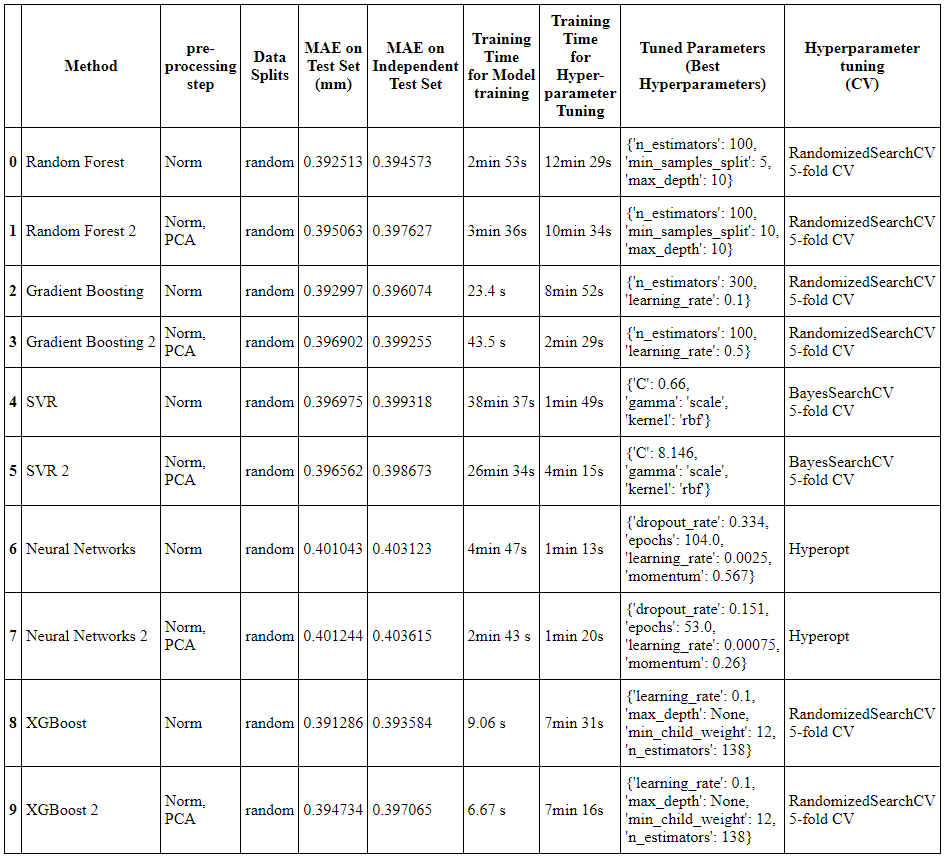 Method
pre-
processing
step
Data
Splits
MAE on
Test Set
(mm)
MAE on
Independent
Test Set
Training
Time
for Model
training
Training
Time
for
Hyper-
parameter
Tuning
Tuned Parameters
(Best
Hyperparameters)
Hyperparameter
tuning
(CV)
0
Random Forest
Norm
random
0.392513
0.394573
2min 53s
12min 29s
{'n_estimators': 100,
'min_samples_split': 5,
'max_depth': 10}
RandomizedSearchCV
5-fold CV
1
Random Forest 2
Norm,
PCA
random
0.395063
0.397627
3min 36s
10min 34s
{'n_estimators': 100,
'min_samples_split': 10,
'max_depth': 10}
RandomizedSearchCV
5-fold CV
2
Gradient Boosting
Norm
random
0.392997
0.396074
23.4 s
8min 52s
{'n_estimators': 300,
'learning_rate': 0.1}
RandomizedSearchCV
5-fold CV
3
Gradient Boosting 2
Norm,
PCA
random
0.396902
0.399255
43.5 s
2min 29s
{'n_estimators': 100,
'learning_rate': 0.5}
RandomizedSearchCV
5-fold CV
4
SVR
Norm
random
0.396975
0.399318
38min 37s
1min 49s
{'C': 0.66,
'gamma': 'scale',
'kernel': 'rbf'}
BayesSearchCV
5-fold CV
5
SVR 2
Norm,
PCA
random
0.396562
0.398673
26min 34s
4min 15s
{'C': 8.146,
'gamma': 'scale',
'kernel': 'rbf'}
BayesSearchCV
5-fold CV
6
Neural Networks
Norm
random
0.401043
0.403123
4min 47s
1min 13s
{'dropout_rate': 0.334,
'epochs': 104.0,
'learning_rate': 0.0025,
'momentum': 0.567}
Hyperopt
7
Neural Networks 2
Norm,
PCA
random
0.401244
0.403615
2min 43 s
1min 20s
{'dropout_rate': 0.151,
'epochs': 53.0,
'learning_rate': 0.00075,
'momentum': 0.26}
Hyperopt
8
XGBoost
Norm
random
0.391286
0.393584
9.06 s
7min 31s
{'learning_rate': 0.1,
'max_depth': None,
'min_child_weight': 12,
'n_estimators': 138}
RandomizedSearchCV
5-fold CV
9
XGBoost 2
Norm,
PCA
random
0.394734
0.397065
6.67 s
7min 16s
{'learning_rate': 0.1,
'max_depth': None,
'min_child_weight': 12,
'n_estimators': 138}
RandomizedSearchCV
5-fold CV